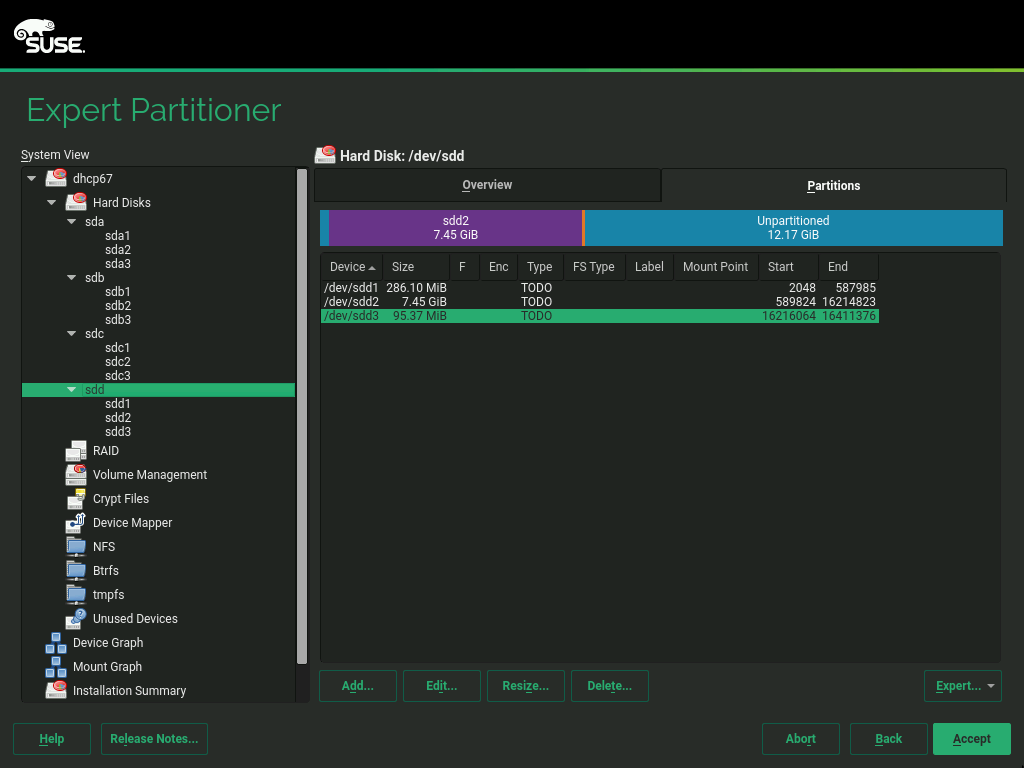 SUSE
Expert Partitioner
System View
dhcp67
Hard Disks
sda
sda1
sda2
sda3
sdb
sdb1
sdb2
sdb3
sdc
sdc1
sdc2
sdc3
sdd
sdd1
sdd2
sdd3
RAID
Volume Management
Crypt Files
Device Mapper
NFS
Btrfs
tmpfs
Unused Devices
Device Graph
Mount Graph
Installation Summary
Hard Disk: /dev/sdd
Overview Partitions
sdd2 Unpartitioned
7.45 GiB 12.17 GiB
Device Size F Enc Type FS Type Label Mount Point Start End
/dev/sdd1 286.10 MiB TODO 2048 587985
/dev/sdd2 7.45 GiB TODO 589824 16214823
/dev/sdd3 95.37 MiB TODO 16216064 16411376
Add... Edit... Resize... Delete... Expert...
Help Release Notes... Abort Back Accept